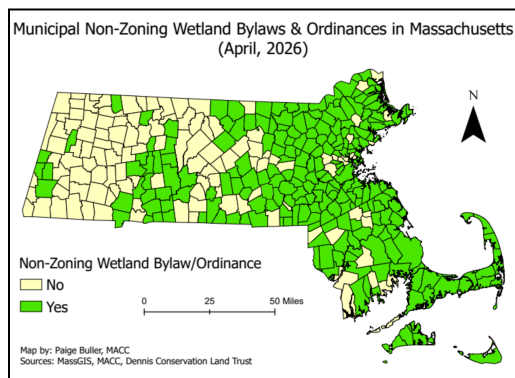 Municipal Non-Zoning Wetland Bylaws & Ordinances in Massachusetts
(April, 2026)
N
Non-Zoning Wetland Bylaw/Ordinance
No
Yes
0 25 50 Miles
Map by: Paige Buller, MACC
Sources: MassGIS, MACC, Dennis Conservation Land Trust